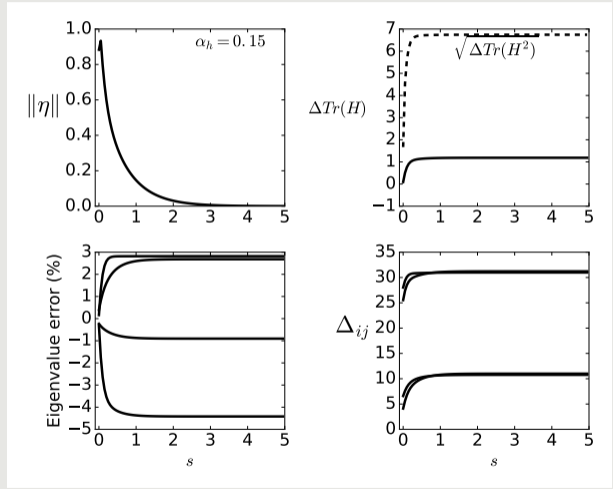 1.0
0.8
0.6
0.4
0.2
0.0
‖η‖
α_h = 0.15
0 1 2 3 4 5
7
6
5
4
3
2
1
0
−1
ΔTr(H)
√ΔTr(H²)
0 1 2 3 4 5
3
2
1
0
−1
−2
−3
−4
−5
Eigenvalue error (%)
0 1 2 3 4 5
s
35
30
25
20
15
10
5
0
Δ_ij
0 1 2 3 4 5
s